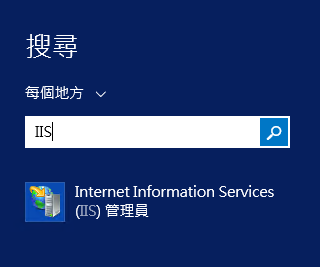 搜尋
每個地方
IIS
Internet Information Services
(IIS) 管理員